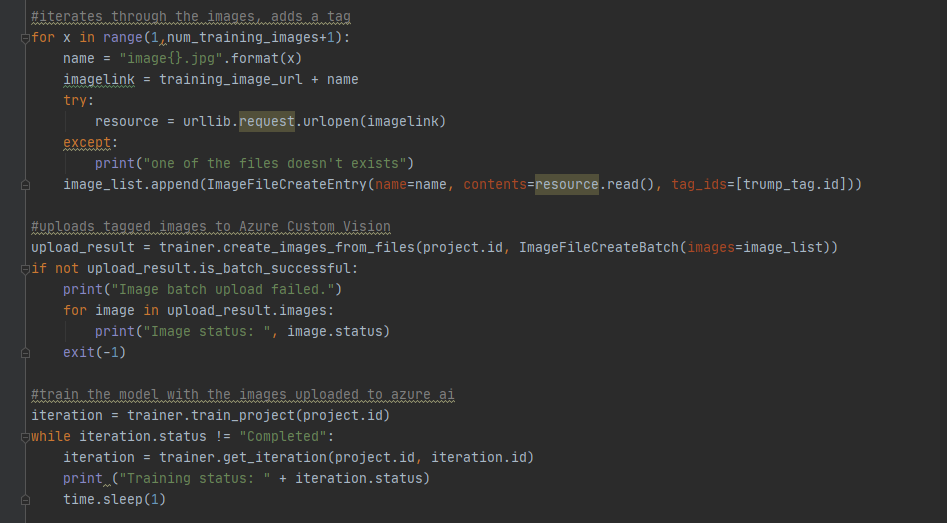 #iterates through the images, adds a tag
for x in range(1,num_training_images+1):
    name = "image{}.jpg".format(x)
    imagelink = training_image_url + name
    try:
        resource = urllib.request.urlopen(imagelink)
    except:
        print("one of the files doesn't exists")
    image_list.append(ImageFileCreateEntry(name=name, contents=resource.read(), tag_ids=[trump_tag.id]))

#uploads tagged images to Azure Custom Vision
upload_result = trainer.create_images_from_files(project.id, ImageFileCreateBatch(images=image_list))
if not upload_result.is_batch_successful:
    print("Image batch upload failed.")
    for image in upload_result.images:
        print("Image status: ", image.status)
    exit(-1)

#train the model with the images uploaded to azure ai
iteration = trainer.train_project(project.id)
while iteration.status != "Completed":
    iteration = trainer.get_iteration(project.id, iteration.id)
    print ("Training status: " + iteration.status)
    time.sleep(1)